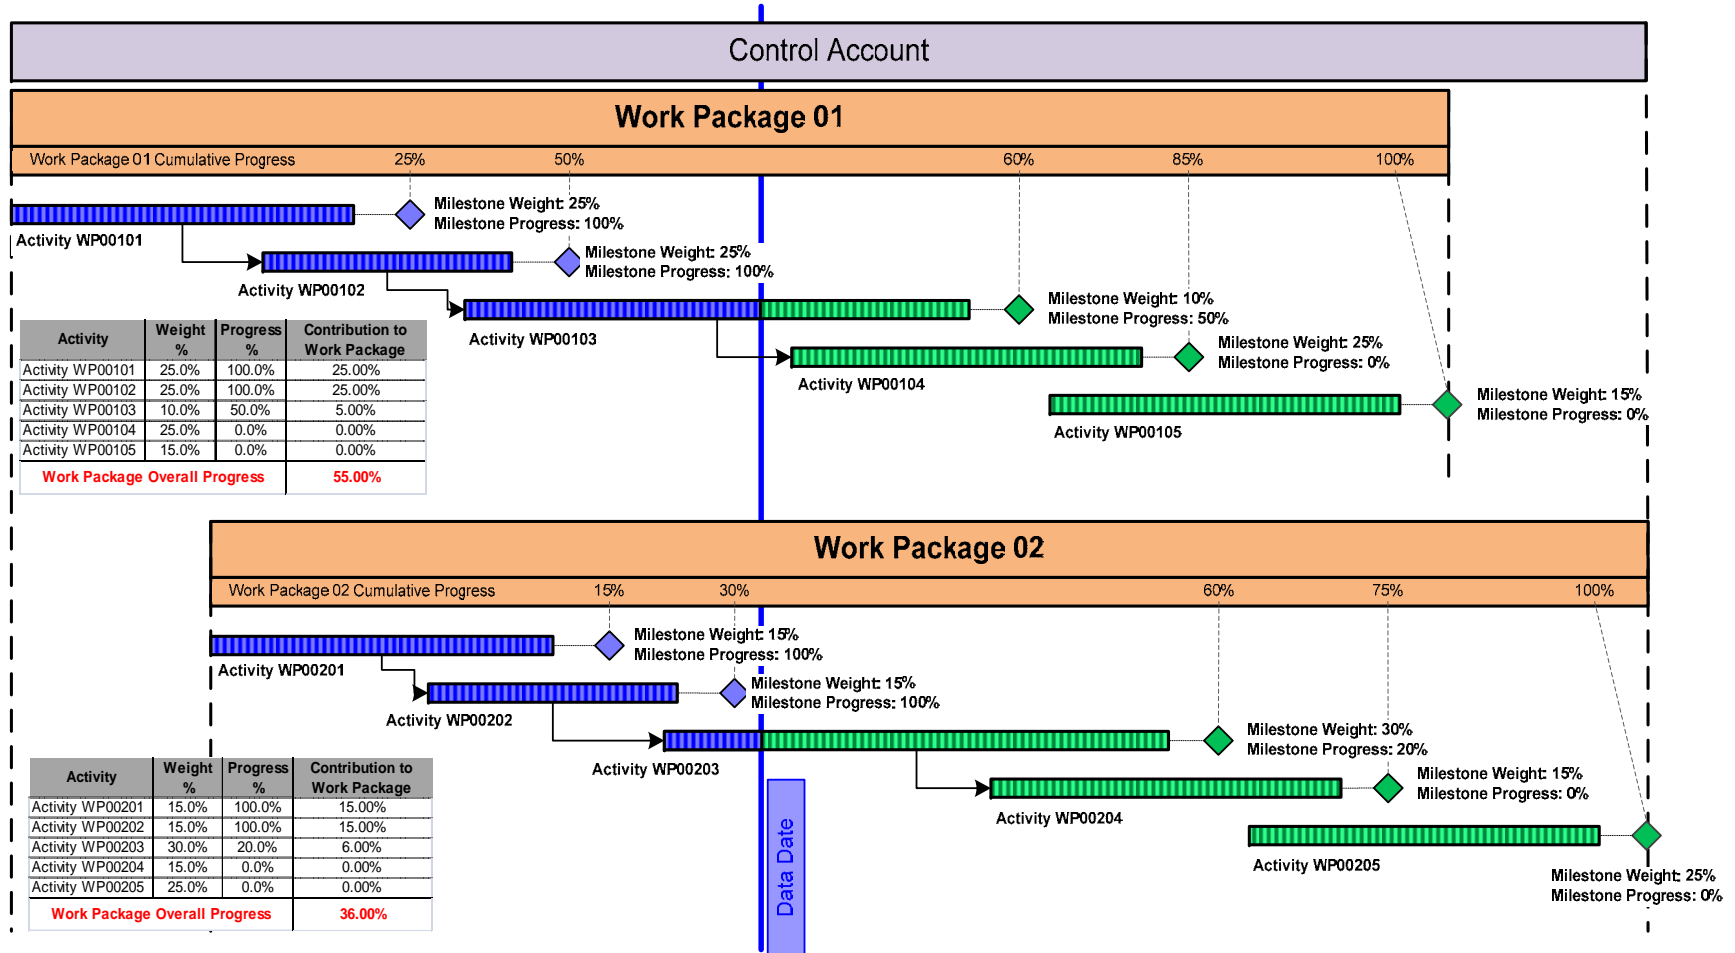 Control Account
Work Package 01
Work Package 01 Cumulative Progress 25% 50% 60% 85% 100%
Milestone Weight: 25%
Milestone Progress: 100%
Activity WP00101
Milestone Weight: 25%
Milestone Progress: 100%
Activity WP00102
Milestone Weight: 10%
Milestone Progress: 50%
Activity WP00103
Milestone Weight: 25%
Milestone Progress: 0%
Activity WP00104
Milestone Weight: 15%
Milestone Progress: 0%
Activity WP00105
Activity Weight % Progress % Contribution to Work Package
Activity WP00101 25.0% 100.0% 25.00%
Activity WP00102 25.0% 100.0% 25.00%
Activity WP00103 10.0% 50.0% 5.00%
Activity WP00104 25.0% 0.0% 0.00%
Activity WP00105 15.0% 0.0% 0.00%
Work Package Overall Progress 55.00%
Work Package 02
Work Package 02 Cumulative Progress 15% 30% 60% 75% 100%
Milestone Weight: 15%
Milestone Progress: 100%
Activity WP00201
Milestone Weight: 15%
Milestone Progress: 100%
Activity WP00202
Milestone Weight: 30%
Milestone Progress: 20%
Activity WP00203
Milestone Weight: 15%
Milestone Progress: 0%
Activity WP00204
Activity WP00205
Milestone Weight: 25%
Milestone Progress: 0%
Activity Weight % Progress % Contribution to Work Package
Activity WP00201 15.0% 100.0% 15.00%
Activity WP00202 15.0% 100.0% 15.00%
Activity WP00203 30.0% 20.0% 6.00%
Activity WP00204 15.0% 0.0% 0.00%
Activity WP00205 25.0% 0.0% 0.00%
Work Package Overall Progress 36.00%
Data Date